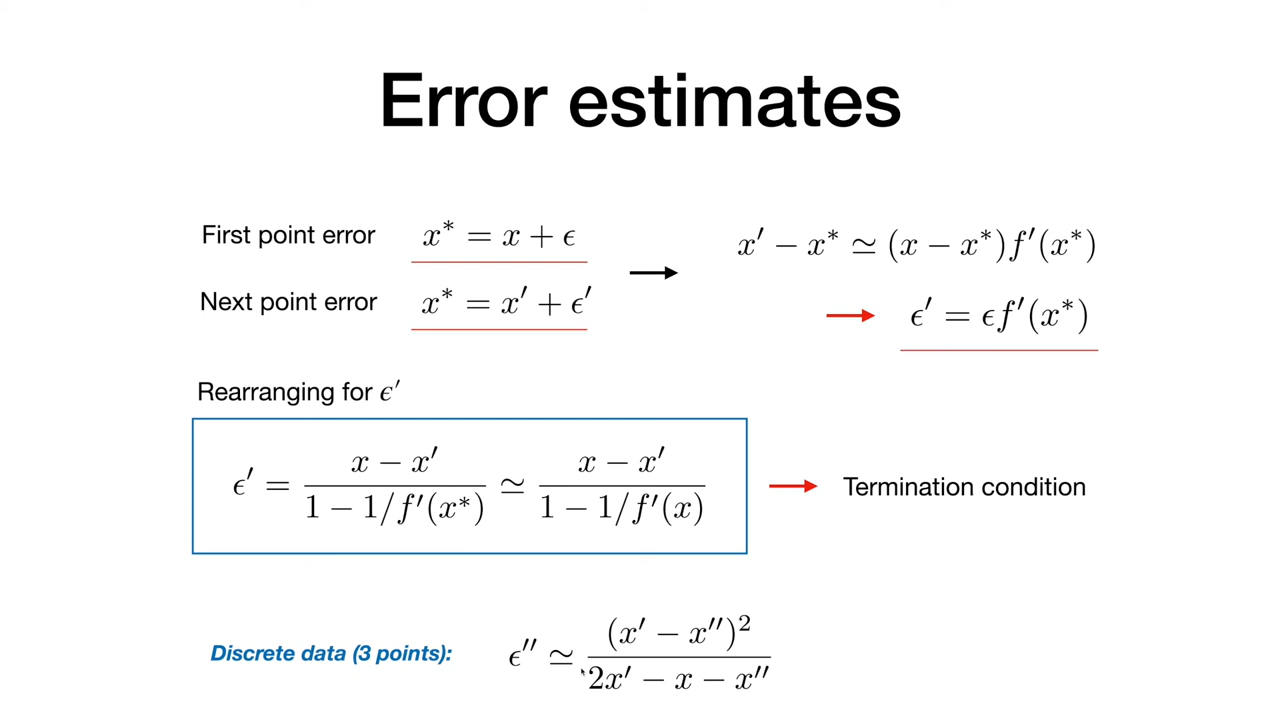 Error estimates
First point error x* = x + ϵ
Next point error x* = x′ + ϵ′
x′ − x* ≃ (x − x*)f′(x*)
ϵ′ = ϵf′(x*)
Rearranging for ϵ′
ϵ′ = (x − x′)/(1 − 1/f′(x*)) ≃ (x − x′)/(1 − 1/f′(x))
Termination condition
Discrete data (3 points): ϵ′′ ≃ (x′ − x′′)²/(2x′ − x − x′′)